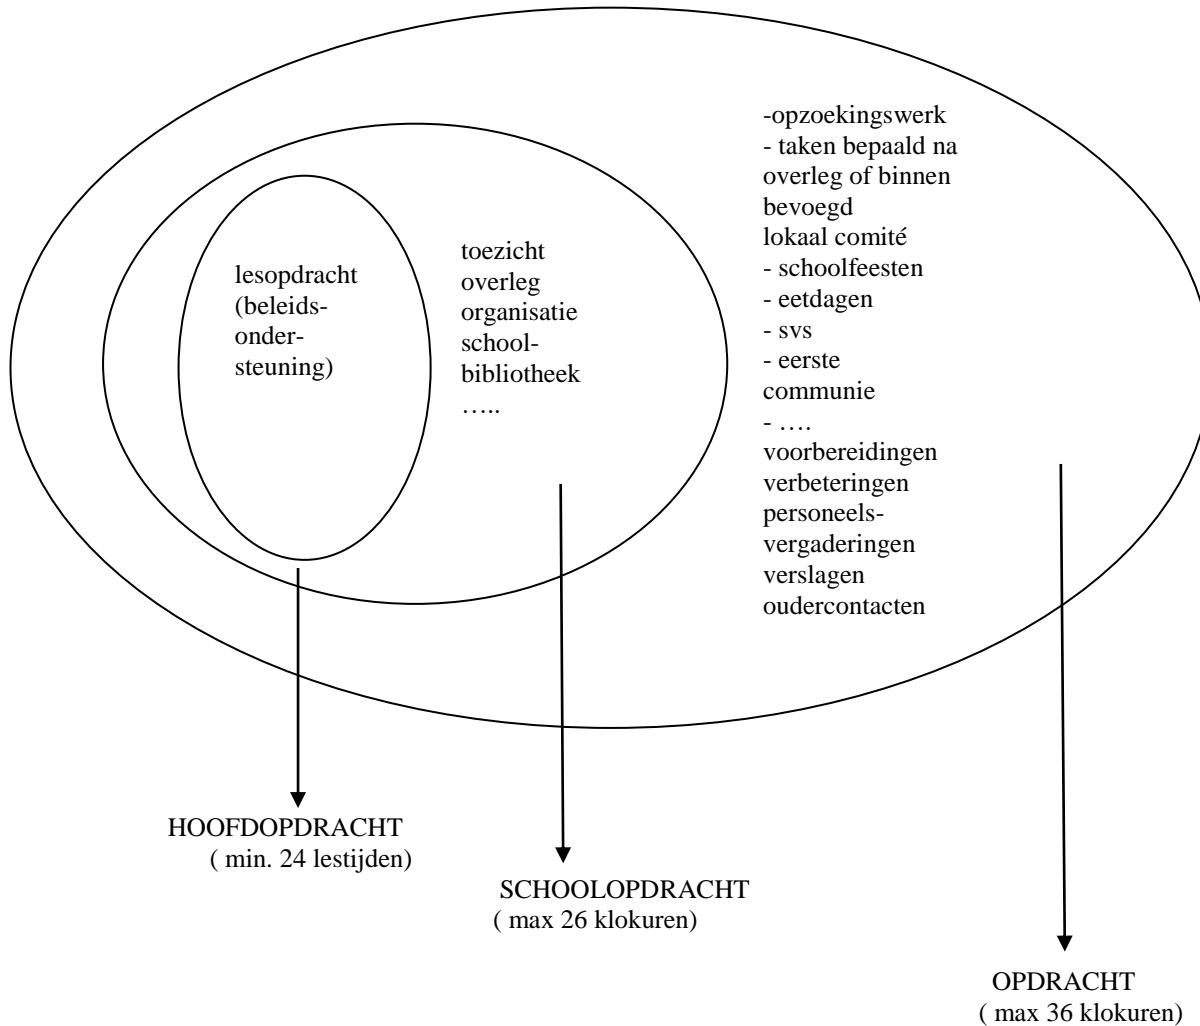 lesopdracht
(beleids-
onder-
steuning)
toezicht
overleg
organisatie
school-
bibliotheek
…..
-opzoekingswerk
- taken bepaald na
overleg of binnen
bevoegd
lokaal comité
- schoolfeesten
- eetdagen
- svs
- eerste
communie
- ….
voorbereidingen
verbeteringen
personeels-
vergaderingen
verslagen
oudercontacten
HOOFDOPDRACHT
( min. 24 lestijden)
SCHOOLOPDRACHT
( max 26 klokuren)
OPDRACHT
( max 36 klokuren)